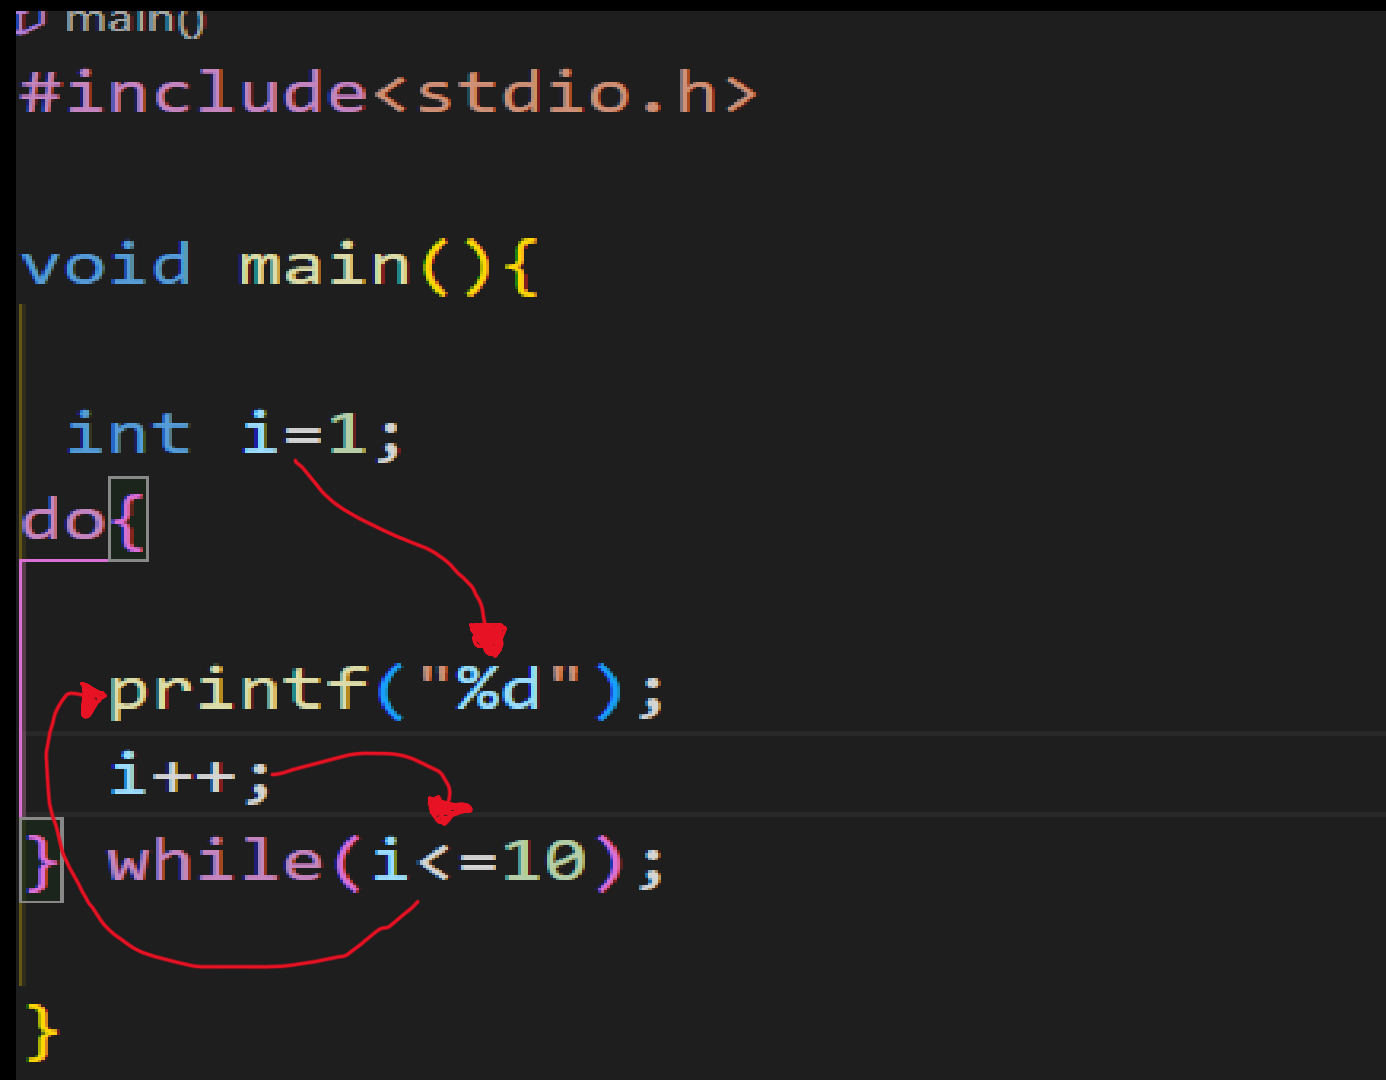 main()
#include<stdio.h>
void main(){
int i=1;
do{
printf("%d");
i++;
} while(i<=10);
}